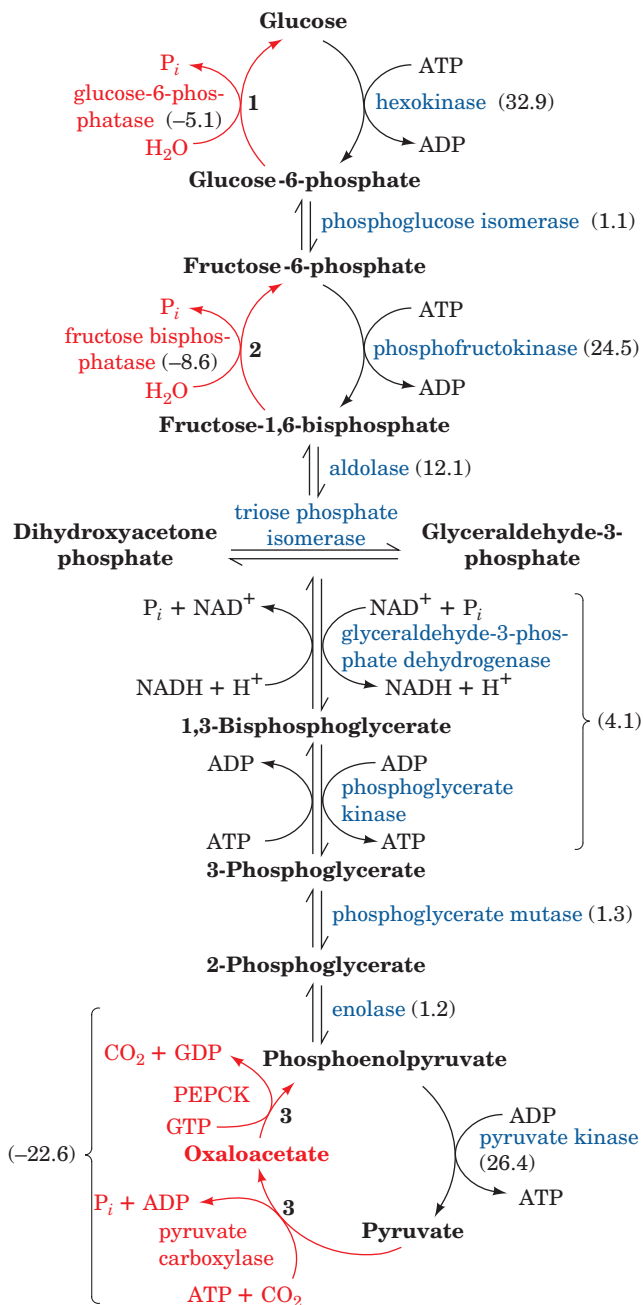 Glucose
P_i
ATP
glucose-6-phos-
phatase (–5.1)
1
hexokinase (32.9)
H₂O
ADP
Glucose-6-phosphate
phosphoglucose isomerase (1.1)
Fructose-6-phosphate
P_i
ATP
fructose bisphos-
phatase (–8.6)
2
phosphofructokinase (24.5)
H₂O
ADP
Fructose-1,6-bisphosphate
aldolase (12.1)
Dihydroxyacetone
phosphate
triose phosphate
isomerase
Glyceraldehyde-3-
phosphate
P_i + NAD⁺
NAD⁺ + P_i
glyceraldehyde-3-phos-
phate dehydrogenase
NADH + H⁺
NADH + H⁺
1,3-Bisphosphoglycerate
(4.1)
ADP
ADP
phosphoglycerate
kinase
ATP
ATP
3-Phosphoglycerate
phosphoglycerate mutase (1.3)
2-Phosphoglycerate
enolase (1.2)
Phosphoenolpyruvate
CO₂ + GDP
PEPCK
3
GTP
ADP
pyruvate kinase
(26.4)
ATP
Oxaloacetate
(–22.6)
P_i + ADP
3
Pyruvate
pyruvate
carboxylase
ATP + CO₂